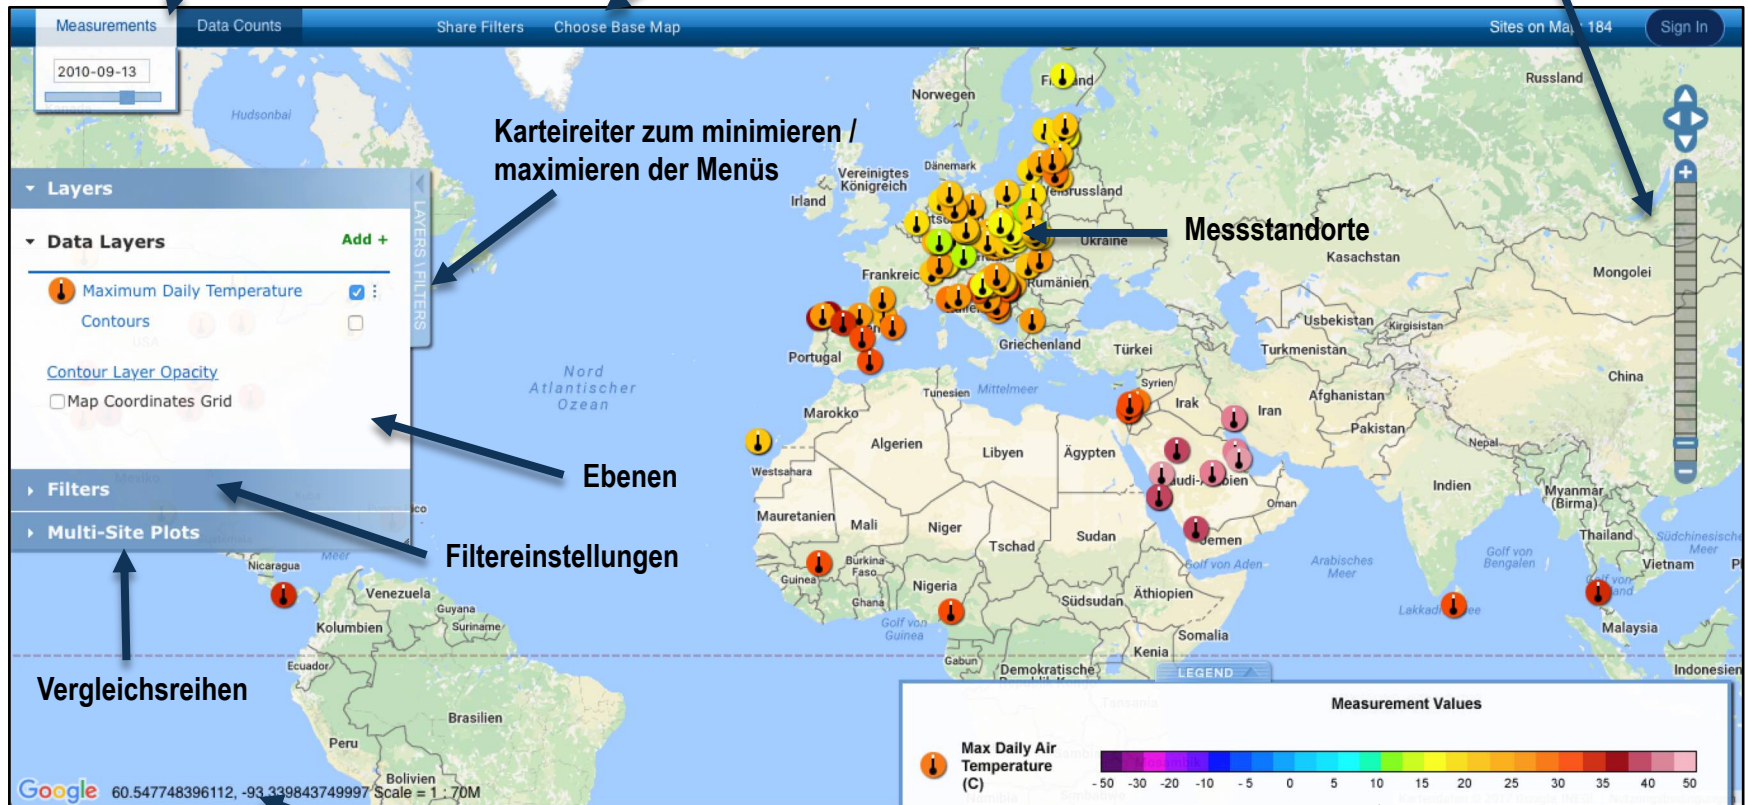 Measurements
Data Counts
Share Filters
Choose Base Map
Sites on Map: 184
Sign In
2010-09-13
Kanada
Hudsonbai
Norwegen
Finnland
Russland
Karteireiter zum minimieren /
maximieren der Menüs
Vereinigtes
Königreich
Dänemark
Irland
Weißrussland
Layers
LAYERS \ FILTERS
Data Layers
Add +
Messstandorte
Ukraine
Kasachstan
Mongolei
Frankreich
Rumänien
Maximum Daily Temperature
Contours
USA
Usbekistan
Kirgisistan
Portugal
Griechenland
Türkei
Turkmenistan
Contour Layer Opacity
Nord
Atlantischer
Ozean
Tunesien
Mittelmeer
Syrien
China
Map Coordinates Grid
Marokko
Irak
Iran
Afghanistan
Pakistan
Algerien
Libyen
Ägypten
Nepal
Westsahara
Saudi-Arabien
Ebenen
Mexiko
Filters
Indien
Myanmar
(Birma)
Oman
Mauretanien
Mali
Niger
Tschad
Sudan
Jemen
Multi-Site Plots
Filtereinstellungen
Thailand
Südchinesisches
Meer
Meer
Nicaragua
Burkina
Faso
Guinea
Golf von Aden
Arabisches
Meer
Golf von
Bengalen
Vietnam
Venezuela
Guyana
Suriname
Ghana
Nigeria
Südsudan
Äthiopien
Golf von
Kolumbien
Golf von
Guinea
Somalia
Malaysia
Ecuador
Gabun
Kenia
Demokratische
Indonesien
Vergleichsreihen
LEGEND
Measurement Values
Brasilien
Peru
Max Daily Air
Temperature
(C)
-50 -30 -20 -10 -5 0 5 10 15 20 25 30 35 40 50
Bolivien
Google
60.547748396112, -93.339843749997 Scale = 1 : 70M